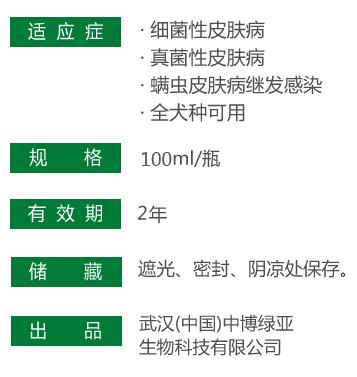 适应症 · 细菌性皮肤病
· 真菌性皮肤病
· 螨虫皮肤病继发感染
· 全犬种可用
规格 100ml/瓶
有效期 2年
储藏 遮光、密封、阴凉处保存。
出品 武汉(中国)中博绿亚
生物科技有限公司